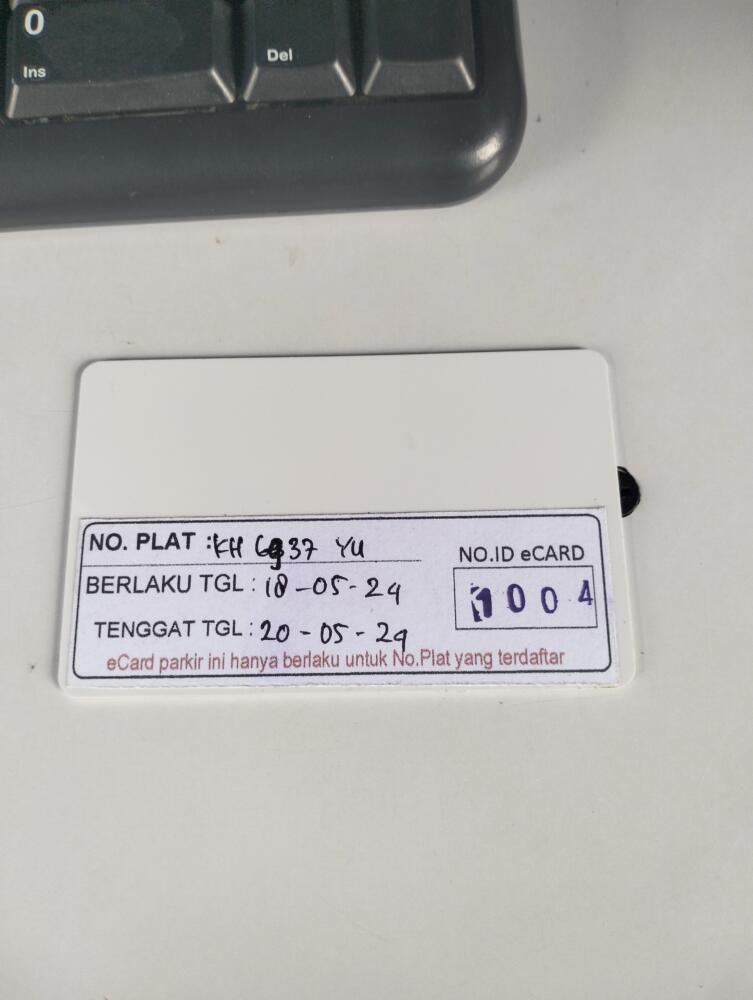 0
Ins
Del
NO. PLAT : KH 6937 YU
BERLAKU TGL : 18-05-24
TENGGAT TGL : 20-05-24
NO.ID eCARD
1004
eCard parkir ini hanya berlaku untuk No.Plat yang terdaftar